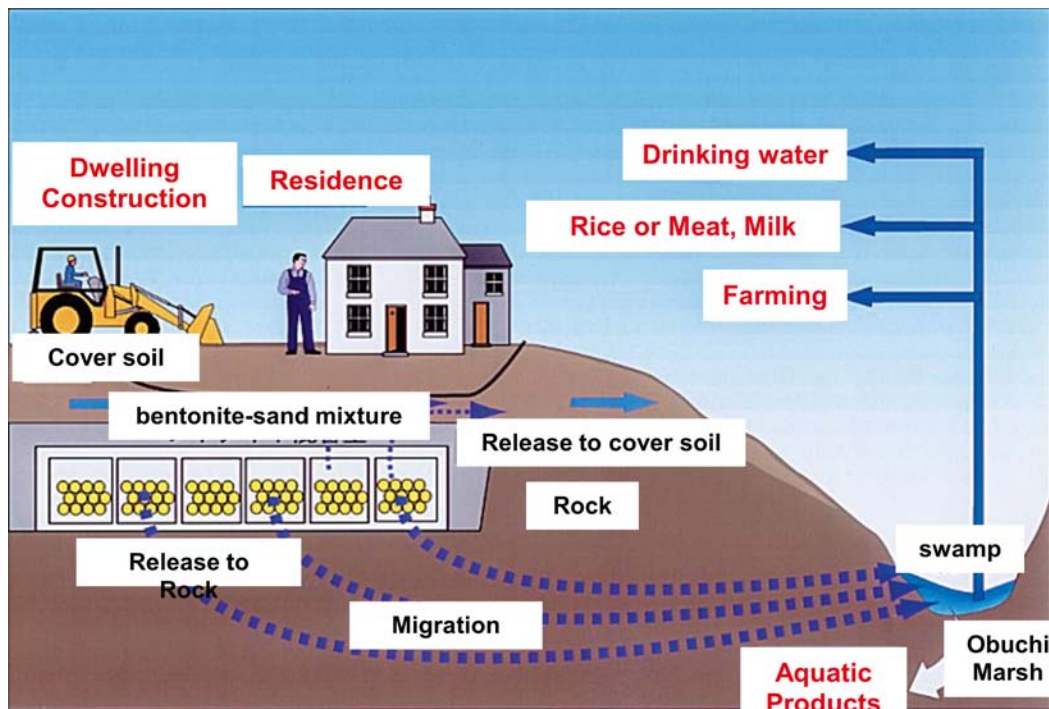 Dwelling
Construction
Residence
Drinking water
Rice or Meat, Milk
Farming
Cover soil
bentonite-sand mixture
Release to cover soil
Rock
Release to
Rock
Migration
swamp
Obuchi
Marsh
Aquatic
Products